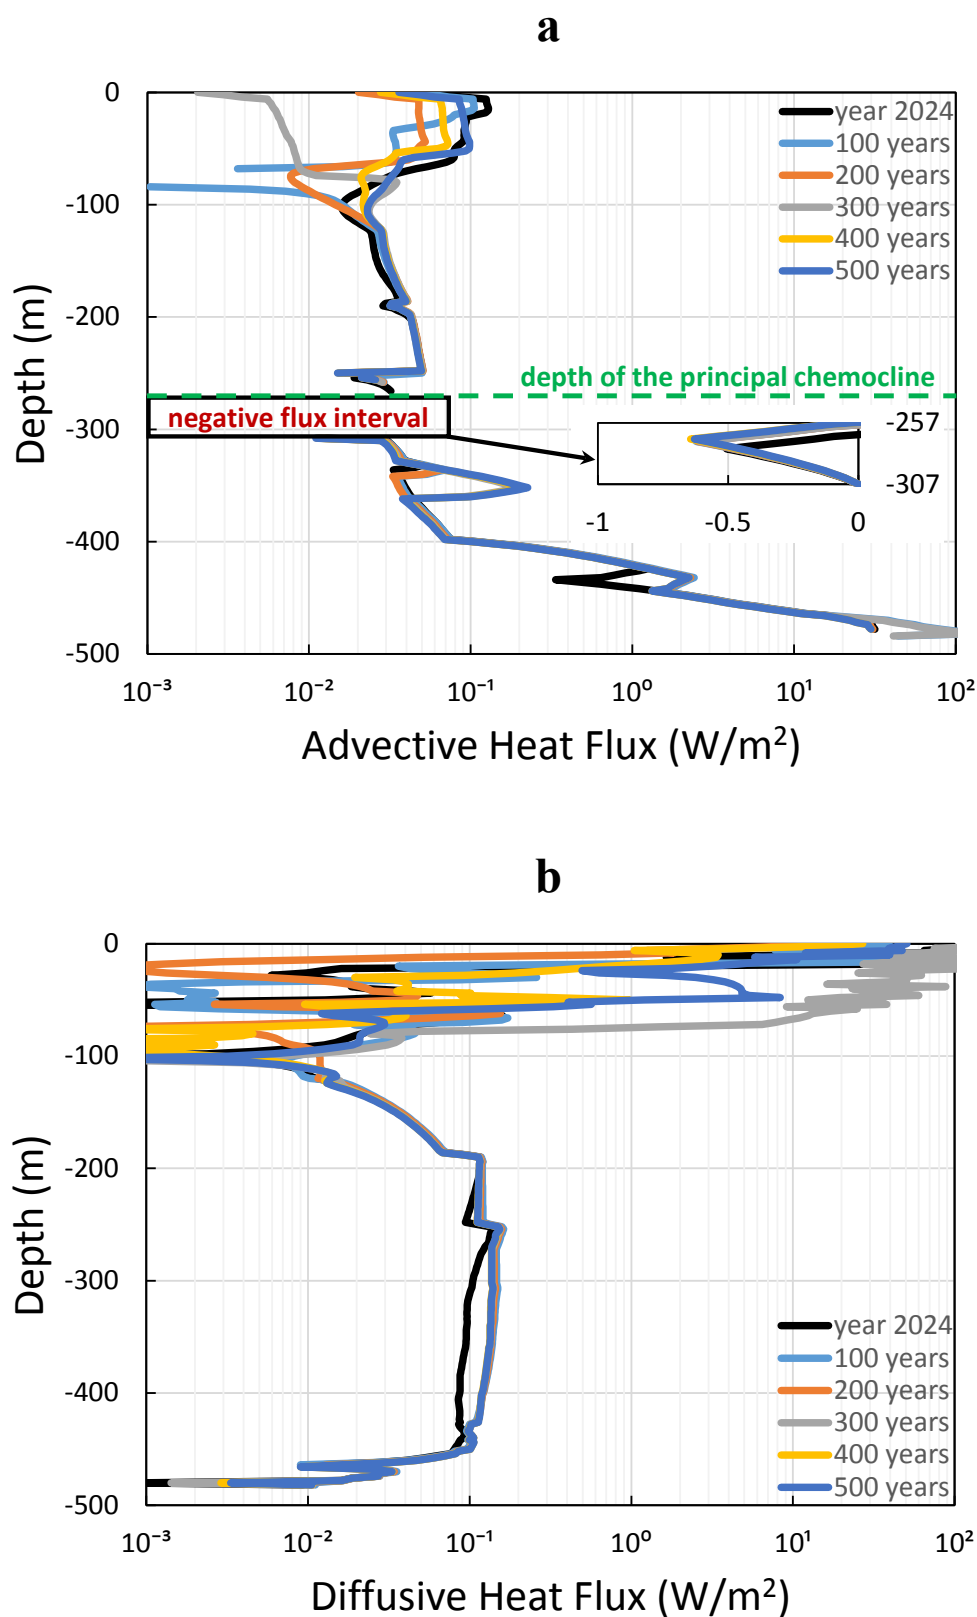 a
0
-100
-200
-300
-400
-500
Depth (m)
year 2024
100 years
200 years
300 years
400 years
500 years
depth of the principal chemocline
negative flux interval
-257
-307
-1
-0.5
0
10⁻³
10⁻²
10⁻¹
10⁰
10¹
10²
Advective Heat Flux (W/m²)
b
0
-100
-200
-300
-400
-500
Depth (m)
year 2024
100 years
200 years
300 years
400 years
500 years
10⁻³
10⁻²
10⁻¹
10⁰
10¹
10²
Diffusive Heat Flux (W/m²)